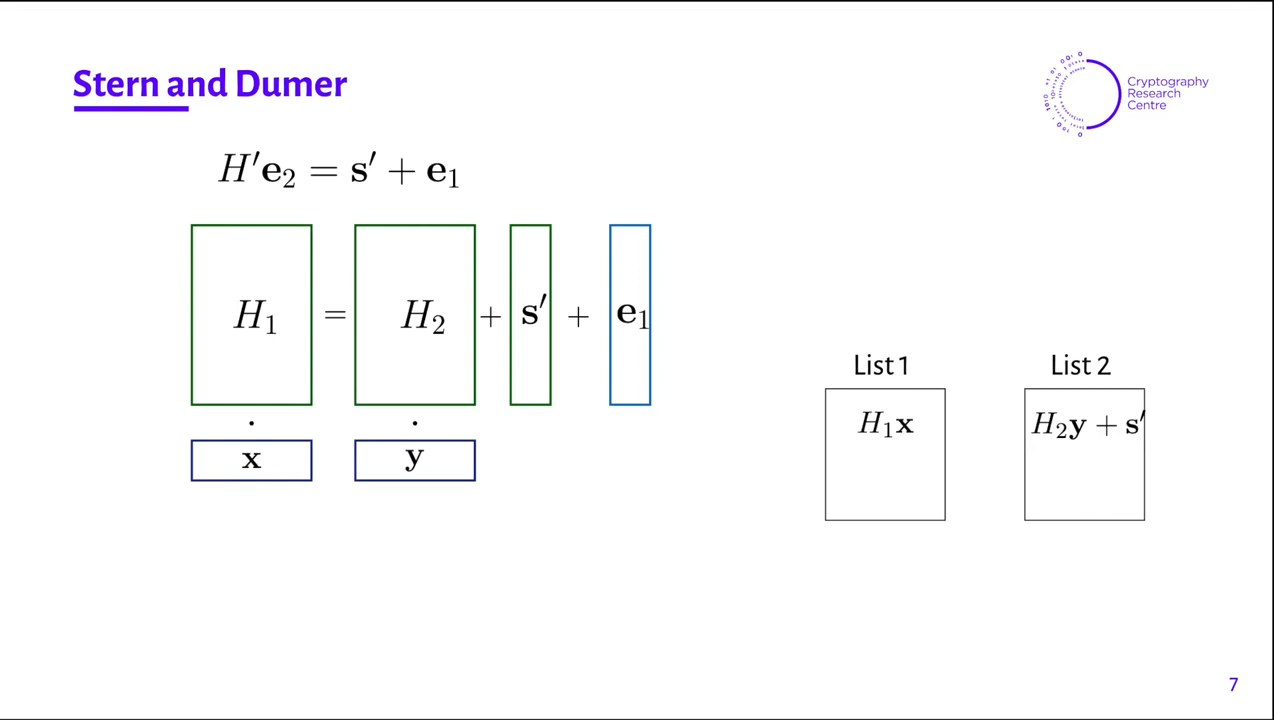 Stern and Dumer
Cryptography
Research
Centre
H′e₂ = s′ + e₁
H₁ = H₂ + s′ + e₁
· ·
x y
List 1 List 2
H₁x H₂y + s′
7